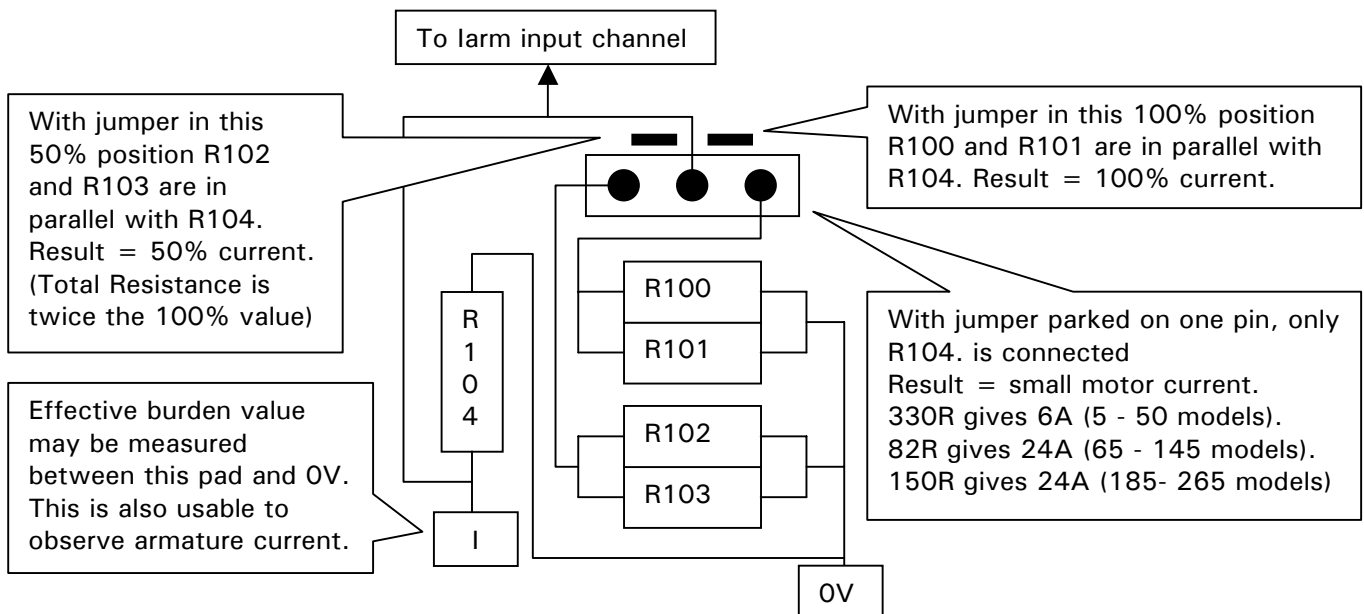 To Iarm input channel
With jumper in this
50% position R102
and R103 are in
parallel with R104.
Result = 50% current.
(Total Resistance is
twice the 100% value)
With jumper in this 100% position
R100 and R101 are in parallel with
R104. Result = 100% current.
R
1
0
4
R100
R101
R102
R103
With jumper parked on one pin, only
R104. is connected
Result = small motor current.
330R gives 6A (5 - 50 models).
82R gives 24A (65 - 145 models).
150R gives 24A (185- 265 models)
Effective burden value
may be measured
between this pad and 0V.
This is also usable to
observe armature current.
I
0V